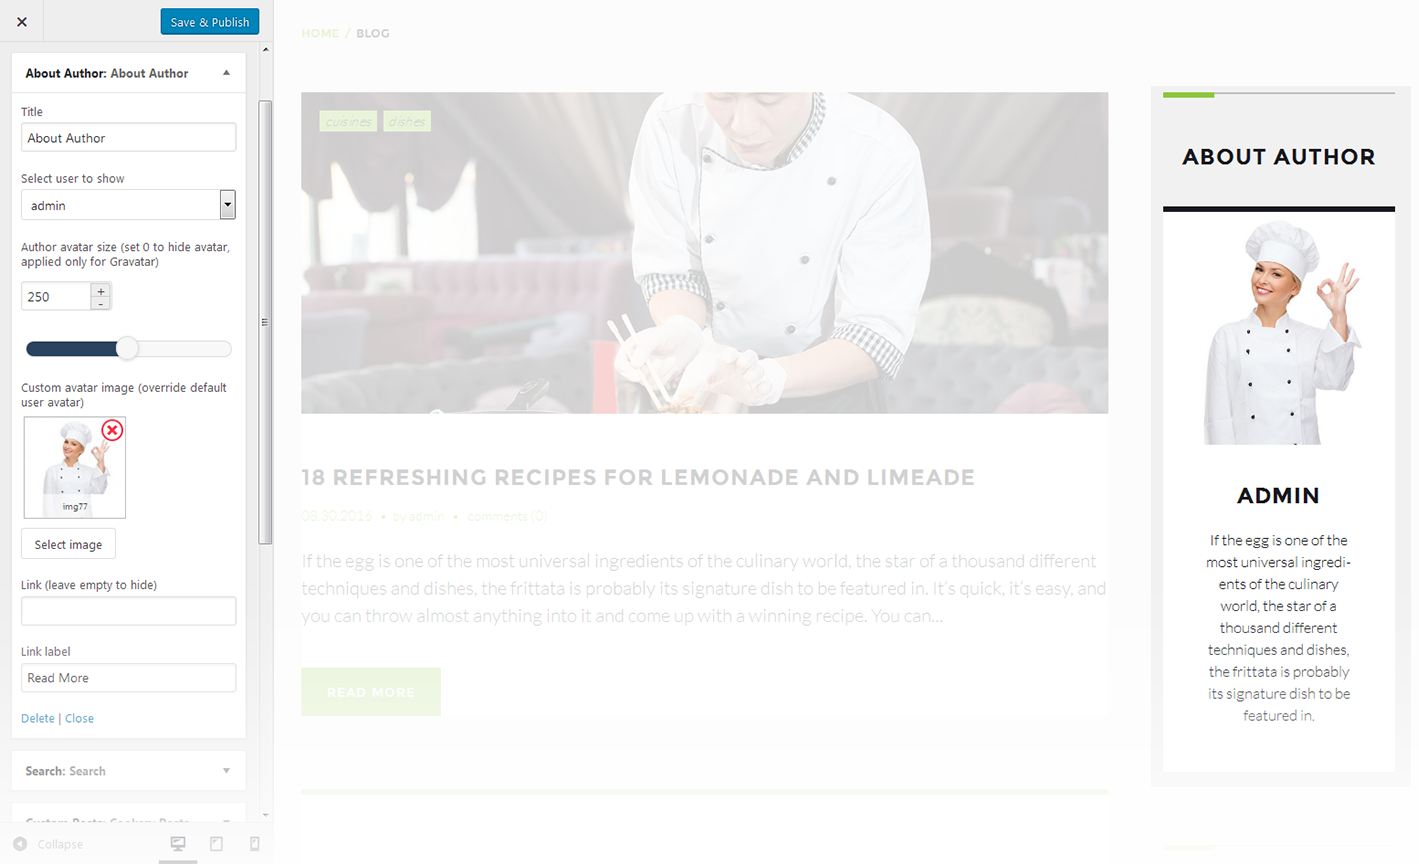 Save & Publish
About Author: About Author
Title
About Author
Select user to show
admin
Author avatar size (set 0 to hide avatar,
applied only for Gravatar)
250
+
-
Custom avatar image (override default
user avatar)
img77
Select image
Link (leave empty to hide)
Link label
Read More
Delete | Close
Search: Search
Custom Posts: Cookery Posts
Collapse
HOME / BLOG
cuisines dishes
18 REFRESHING RECIPES FOR LEMONADE AND LIMEADE
08.30.2016 • by admin • comments (0)
If the egg is one of the most universal ingredients of the culinary world, the star of a thousand different
techniques and dishes, the frittata is probably its signature dish to be featured in. It's quick, it's easy, and
you can throw almost anything into it and come up with a winning recipe. You can...
READ MORE
ABOUT AUTHOR
ADMIN
If the egg is one of the
most universal ingredi-
ents of the culinary
world, the star of a
thousand different
techniques and dishes,
the frittata is probably
its signature dish to be
featured in.